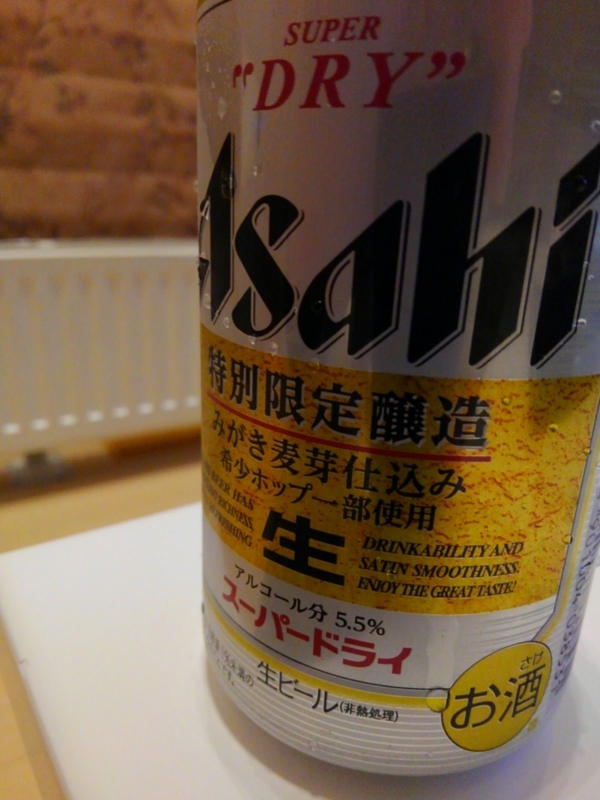 SUPER
"DRY"
Asahi
特別限定醸造
みがき麦芽仕込み
希少ホップ一部使用
BEER HAS
RICHNESS,
生
DRINKABILITY AND
SATIN SMOOTHNESS.
ENJOY THE GREAT TASTE!
アルコール分 5.5%
スーパードライ
生ビール(非熱処理)
さけ
お酒